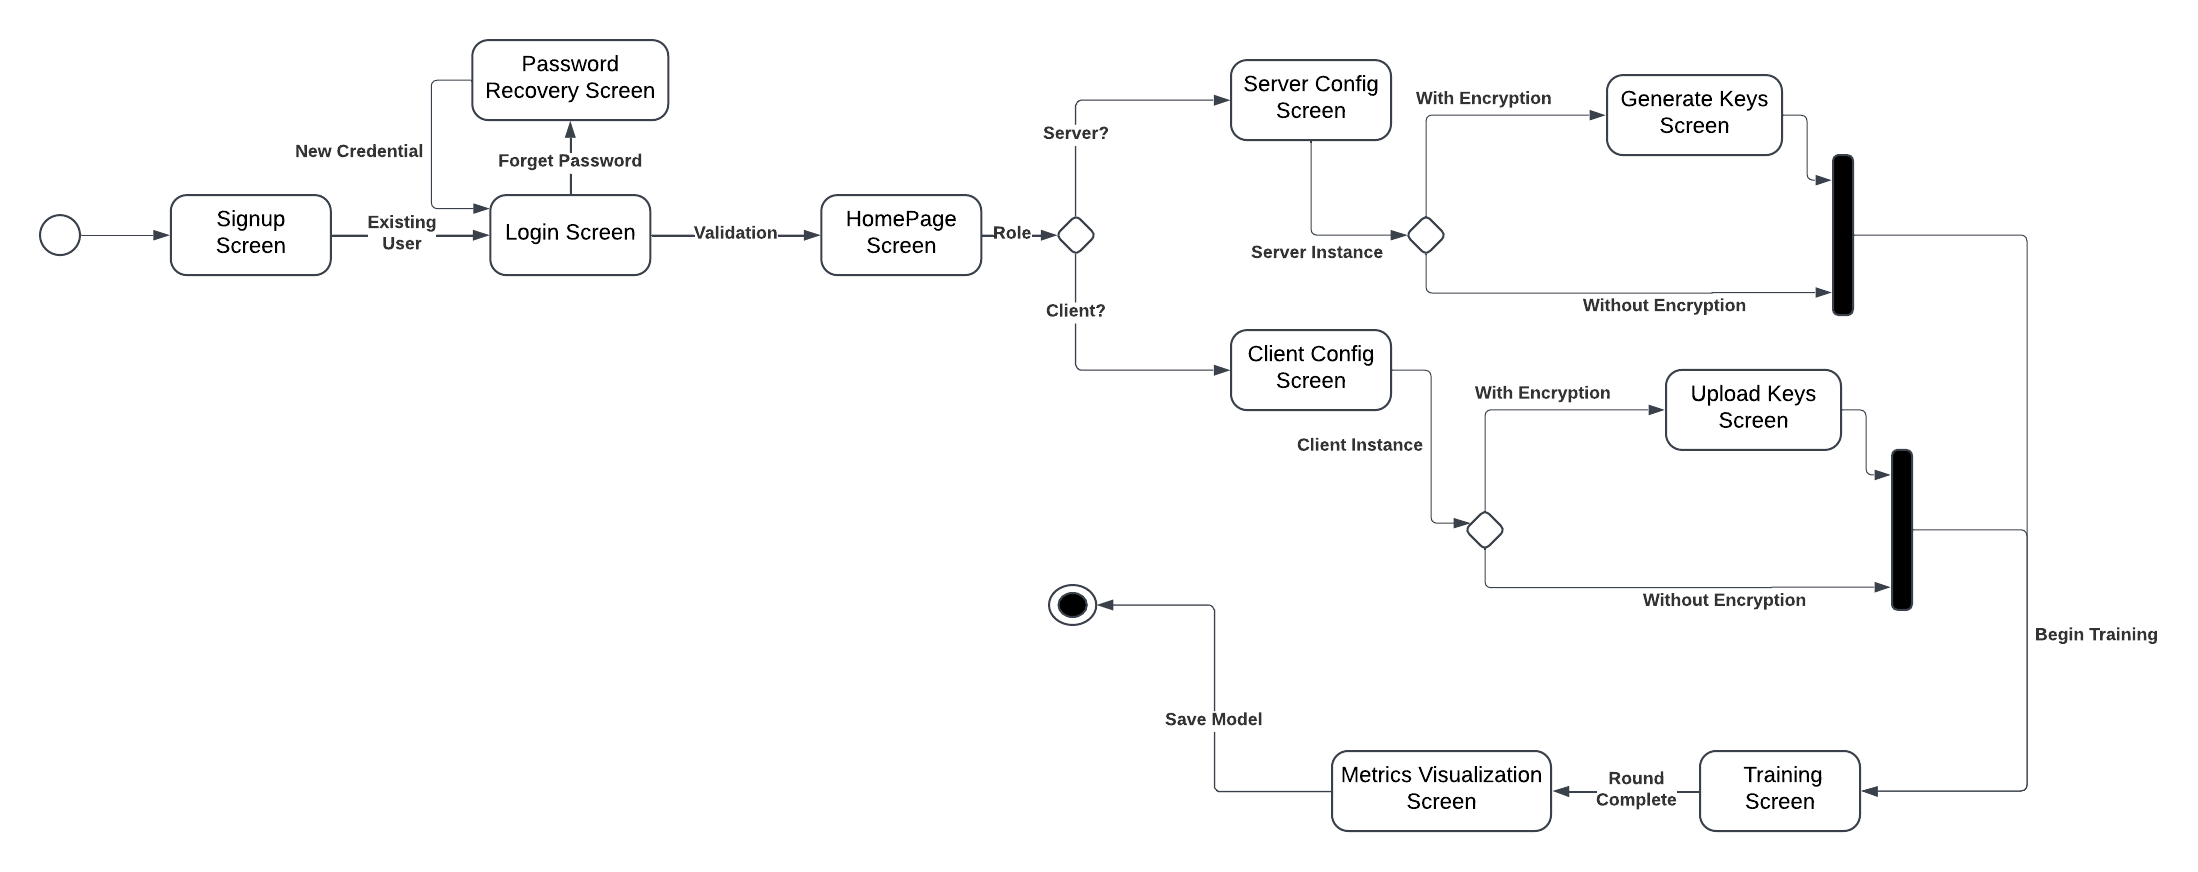 Password
Recovery Screen
New Credential
Forget Password
Signup
Screen
Existing
User
Login Screen
Validation
HomePage
Screen
Role
Server?
Client?
Server Config
Screen
Server Instance
With Encryption
Generate Keys
Screen
Without Encryption
Client Config
Screen
Client Instance
With Encryption
Upload Keys
Screen
Without Encryption
Begin Training
Training
Screen
Round
Complete
Metrics Visualization
Screen
Save Model